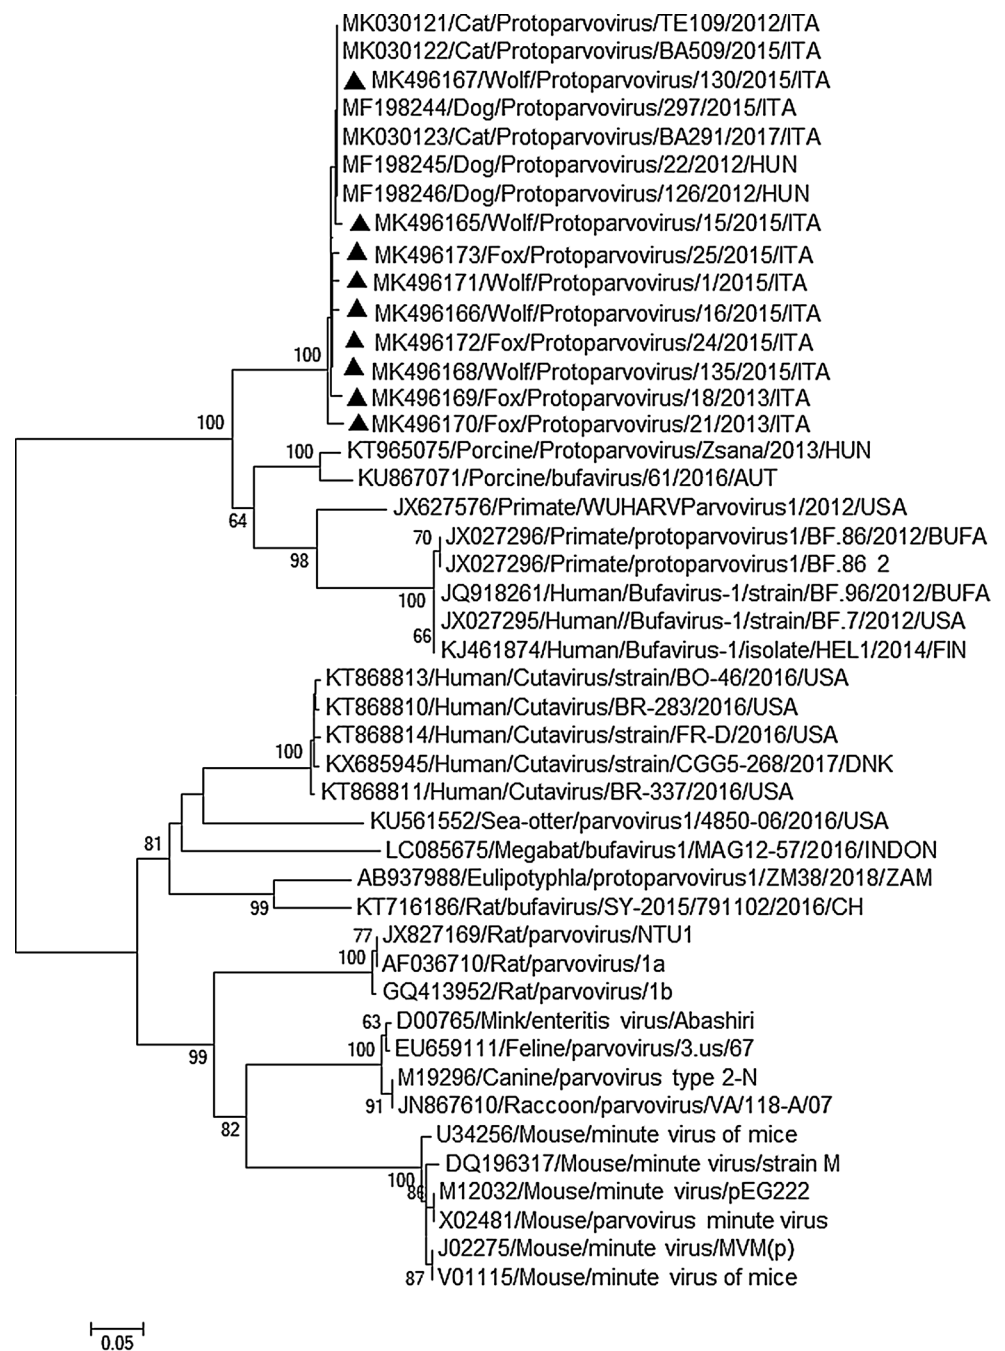 MK030121/Cat/Protoparvovirus/TE109/2012/ITA
MK030122/Cat/Protoparvovirus/BA509/2015/ITA
▲ MK496167/Wolf/Protoparvovirus/130/2015/ITA
MF198244/Dog/Protoparvovirus/297/2015/ITA
MK030123/Cat/Protoparvovirus/BA291/2017/ITA
MF198245/Dog/Protoparvovirus/22/2012/HUN
MF198246/Dog/Protoparvovirus/126/2012/HUN
▲ MK496165/Wolf/Protoparvovirus/15/2015/ITA
▲ MK496173/Fox/Protoparvovirus/25/2015/ITA
▲ MK496171/Wolf/Protoparvovirus/1/2015/ITA
▲ MK496166/Wolf/Protoparvovirus/16/2015/ITA
▲ MK496172/Fox/Protoparvovirus/24/2015/ITA
100
▲ MK496168/Wolf/Protoparvovirus/135/2015/ITA
▲ MK496169/Fox/Protoparvovirus/18/2013/ITA
100
▲ MK496170/Fox/Protoparvovirus/21/2013/ITA
100
KT965075/Porcine/Protoparvovirus/Zsana/2013/HUN
KU867071/Porcine/bufavirus/61/2016/AUT
JX627576/Primate/WUHARVParvovirus1/2012/USA
64
70
JX027296/Primate/protoparvovirus1/BF.86/2012/BUFA
98
JX027296/Primate/protoparvovirus1/BF.86 2
100
JQ918261/Human/Bufavirus-1/strain/BF.96/2012/BUFA
JX027295/Human//Bufavirus-1/strain/BF.7/2012/USA
66
KJ461874/Human/Bufavirus-1/isolate/HEL1/2014/FIN
KT868813/Human/Cutavirus/strain/BO-46/2016/USA
KT868810/Human/Cutavirus/BR-283/2016/USA
KT868814/Human/Cutavirus/strain/FR-D/2016/USA
100
KX685945/Human/Cutavirus/strain/CGG5-268/2017/DNK
KT868811/Human/Cutavirus/BR-337/2016/USA
KU561552/Sea-otter/parvovirus1/4850-06/2016/USA
81
LC085675/Megabat/bufavirus1/MAG12-57/2016/INDON
AB937988/Eulipotyphla/protoparvovirus1/ZM38/2018/ZAM
99
KT716186/Rat/bufavirus/SY-2015/791102/2016/CH
77
JX827169/Rat/parvovirus/NTU1
100
AF036710/Rat/parvovirus/1a
GQ413952/Rat/parvovirus/1b
63
D00765/Mink/enteritis virus/Abashiri
100
EU659111/Feline/parvovirus/3.us/67
99
M19296/Canine/parvovirus type 2-N
91
JN867610/Raccoon/parvovirus/VA/118-A/07
82
U34256/Mouse/minute virus of mice
DQ196317/Mouse/minute virus/strain M
100
86
M12032/Mouse/minute virus/pEG222
X02481/Mouse/parvovirus minute virus
J02275/Mouse/minute virus/MVM(p)
87
V01115/Mouse/minute virus of mice
0.05